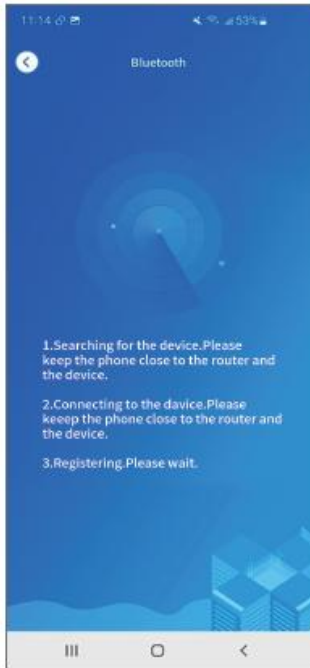 11:14
53%
Bluetooth
1.Searching for the device.Please
keep the phone close to the router and
the device.
2.Connecting to the davice.Please
keeep the phone close to the router and
the device.
3.Registering.Please wait.